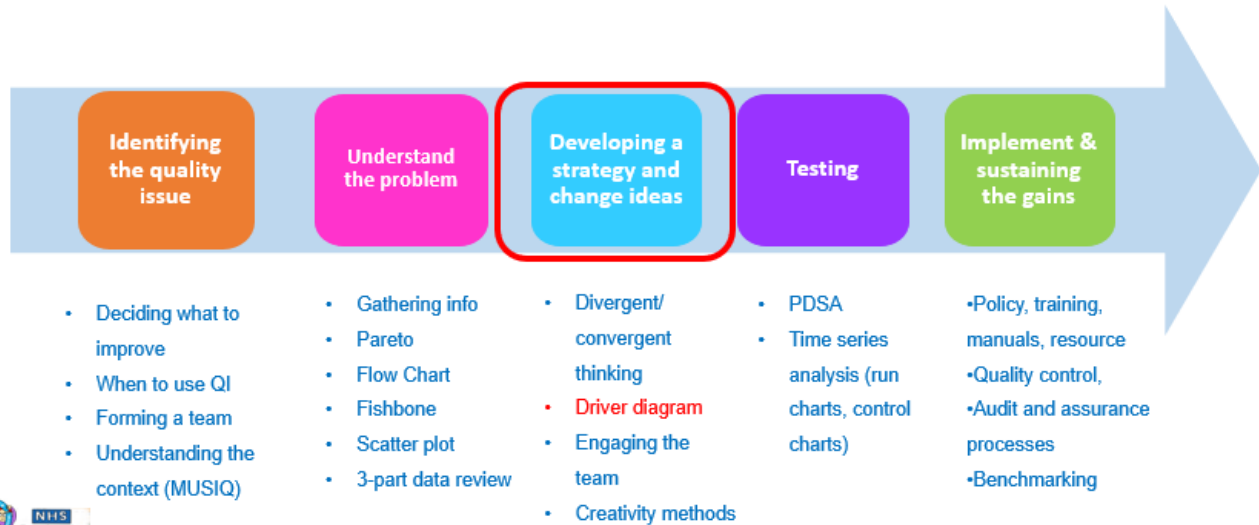 Identifying
the quality
issue
Understand
the problem
Developing a
strategy and
change ideas
Testing
Implement &
sustaining
the gains
• Deciding what to
improve
• When to use QI
• Forming a team
• Understanding the
context (MUSIQ)
• Gathering info
• Pareto
• Flow Chart
• Fishbone
• Scatter plot
• 3-part data review
• Divergent/
convergent
thinking
• Driver diagram
• Engaging the
team
• Creativity methods
• PDSA
• Time series
analysis (run
charts, control
charts)
•Policy, training,
manuals, resource
•Quality control,
•Audit and assurance
processes
•Benchmarking
NHS